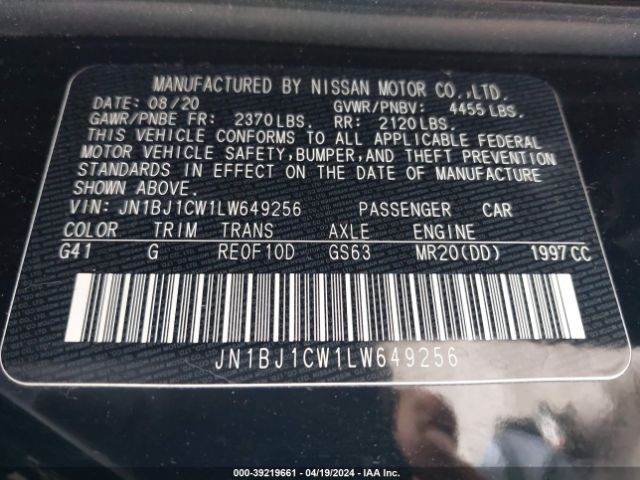 MANUFACTURED BY NISSAN MOTOR CO.,LTD.
DATE: 08/20 GVWR/PNBV: 4455 LBS.
GAWR/PNBE FR: 2370 LBS. RR: 2120 LBS.
THIS VEHICLE CONFORMS TO ALL APPLICABLE FEDERAL
MOTOR VEHICLE SAFETY, BUMPER, AND THEFT PREVENTION
STANDARDS IN EFFECT ON THE DATE OF MANUFACTURE
SHOWN ABOVE.
VIN: JN1BJ1CW1LW649256 PASSENGER CAR
COLOR TRIM TRANS AXLE ENGINE
G41 G RE0F10D GS63 MR20(DD) 1997CC
JN1BJ1CW1LW649256
000-39219661 - 04/19/2024 - IAA Inc.